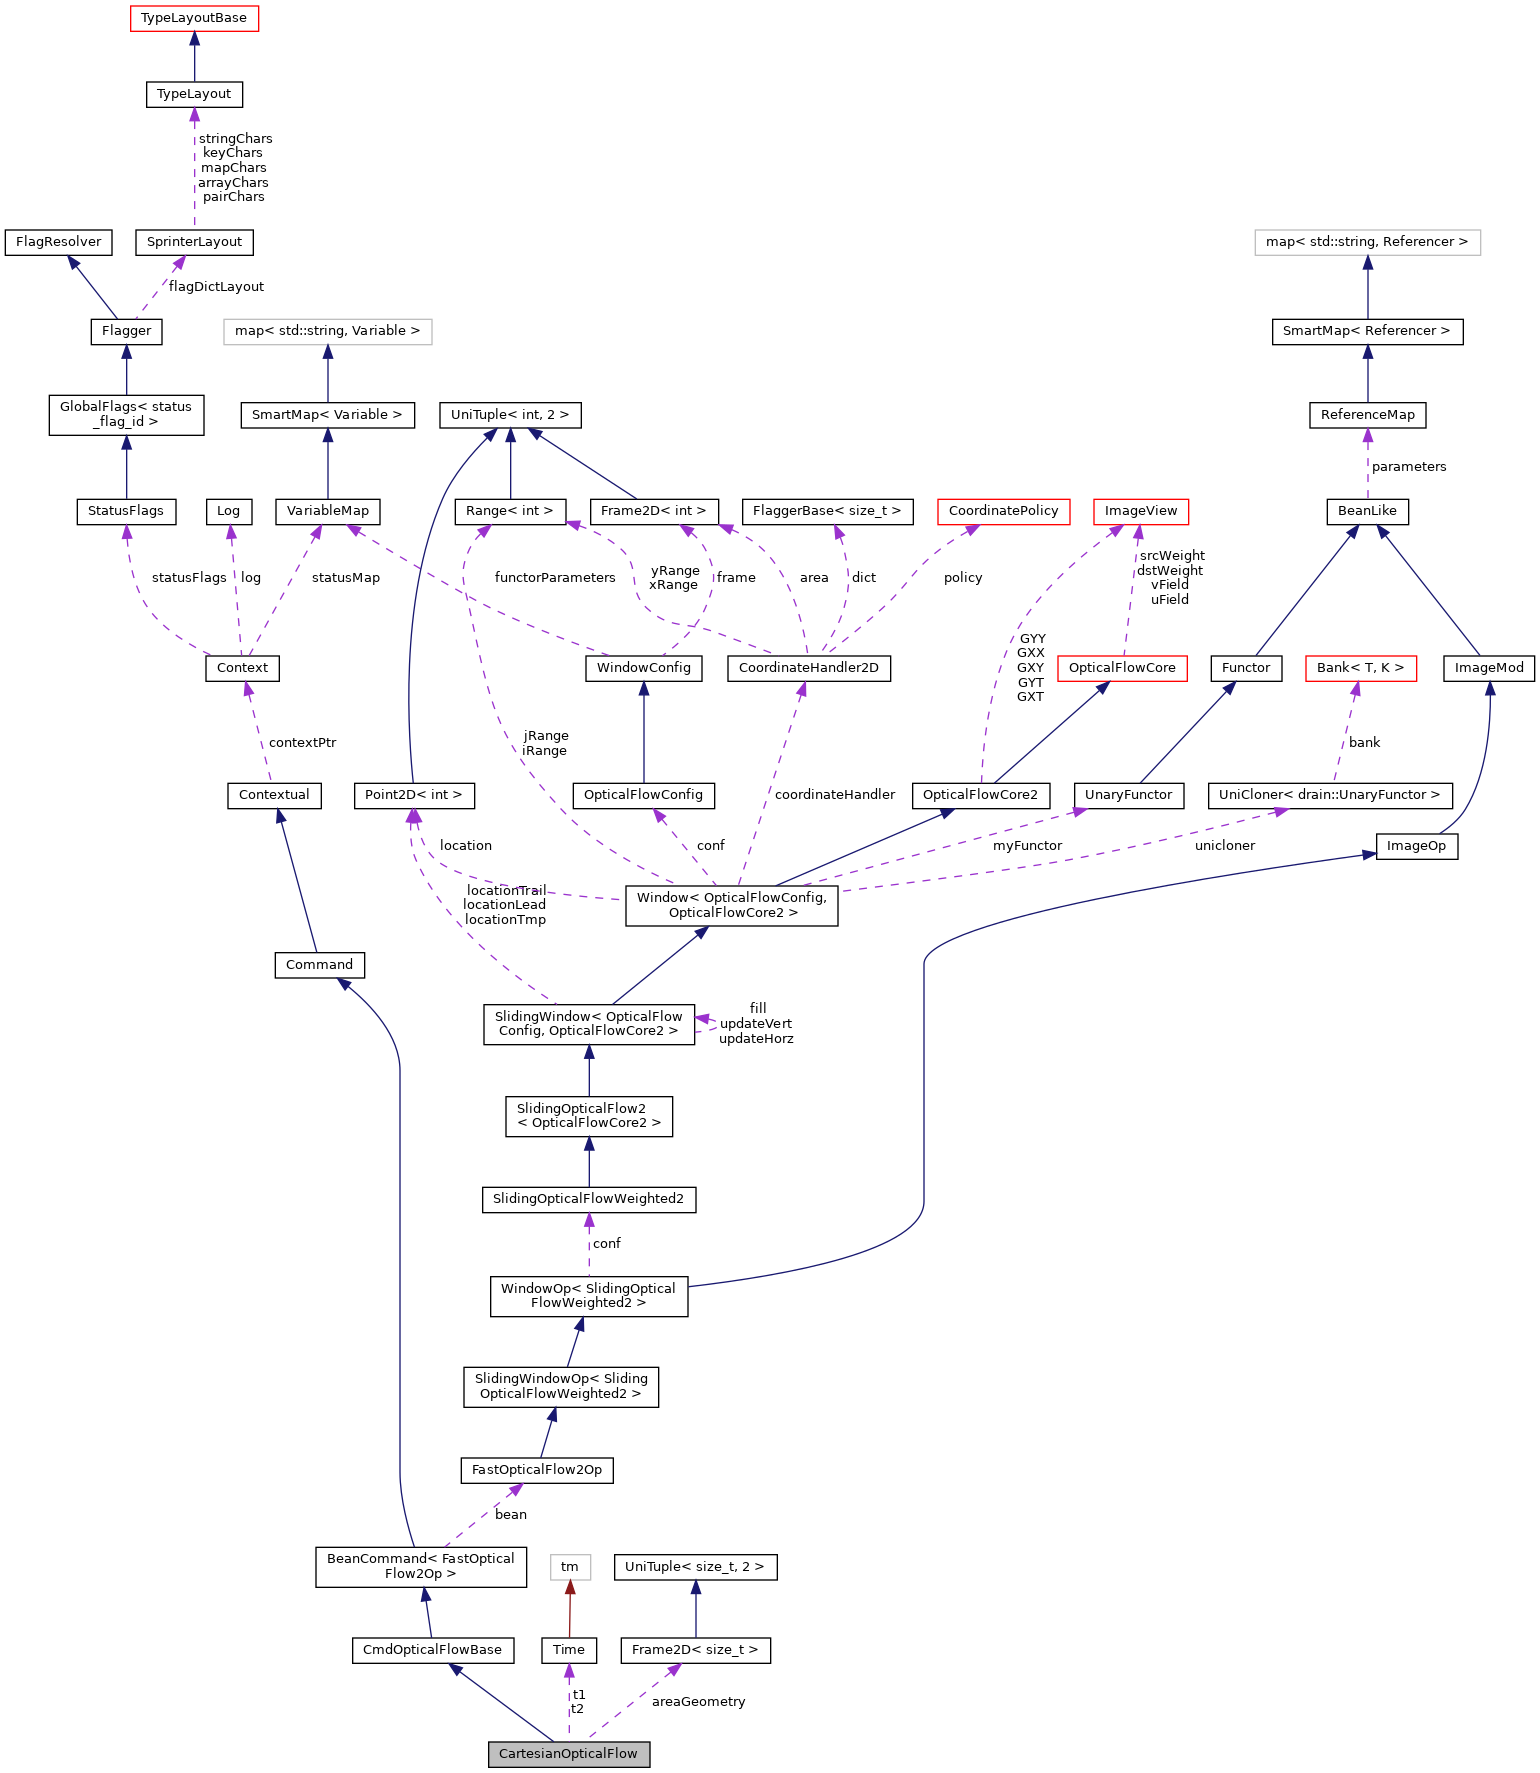 TypeLayoutBase
TypeLayout
stringChars
keyChars
mapChars
arrayChars
pairChars
FlagResolver
SprinterLayout
map< std::string, Referencer >
flagDictLayout
Flagger
map< std::string, Variable >
SmartMap< Referencer >
GlobalFlags< status
_flag_id >
SmartMap< Variable >
UniTuple< int, 2 >
ReferenceMap
parameters
StatusFlags
Log
VariableMap
Range< int >
Frame2D< int >
FlaggerBase< size_t >
CoordinatePolicy
ImageView
BeanLike
statusFlags
log
statusMap
functorParameters
yRange
xRange
frame
area
dict
policy
srcWeight
dstWeight
vField
uField
GYY
GXX
GXY
GYT
GXT
Context
WindowConfig
CoordinateHandler2D
OpticalFlowCore
Functor
Bank< T, K >
ImageMod
contextPtr
jRange
iRange
bank
Contextual
Point2D< int >
OpticalFlowConfig
coordinateHandler
OpticalFlowCore2
UnaryFunctor
UniCloner< drain::UnaryFunctor >
location
conf
myFunctor
unicloner
ImageOp
locationTrail
locationLead
locationTmp
Window< OpticalFlowConfig,
OpticalFlowCore2 >
Command
SlidingWindow< OpticalFlow
Config, OpticalFlowCore2 >
fill
updateVert
updateHorz
SlidingOpticalFlow2
< OpticalFlowCore2 >
SlidingOpticalFlowWeighted2
conf
WindowOp< SlidingOptical
FlowWeighted2 >
SlidingWindowOp< Sliding
OpticalFlowWeighted2 >
FastOpticalFlow2Op
bean
BeanCommand< FastOptical
Flow2Op >
tm
UniTuple< size_t, 2 >
CmdOpticalFlowBase
Time
Frame2D< size_t >
t1
t2
areaGeometry
CartesianOpticalFlow